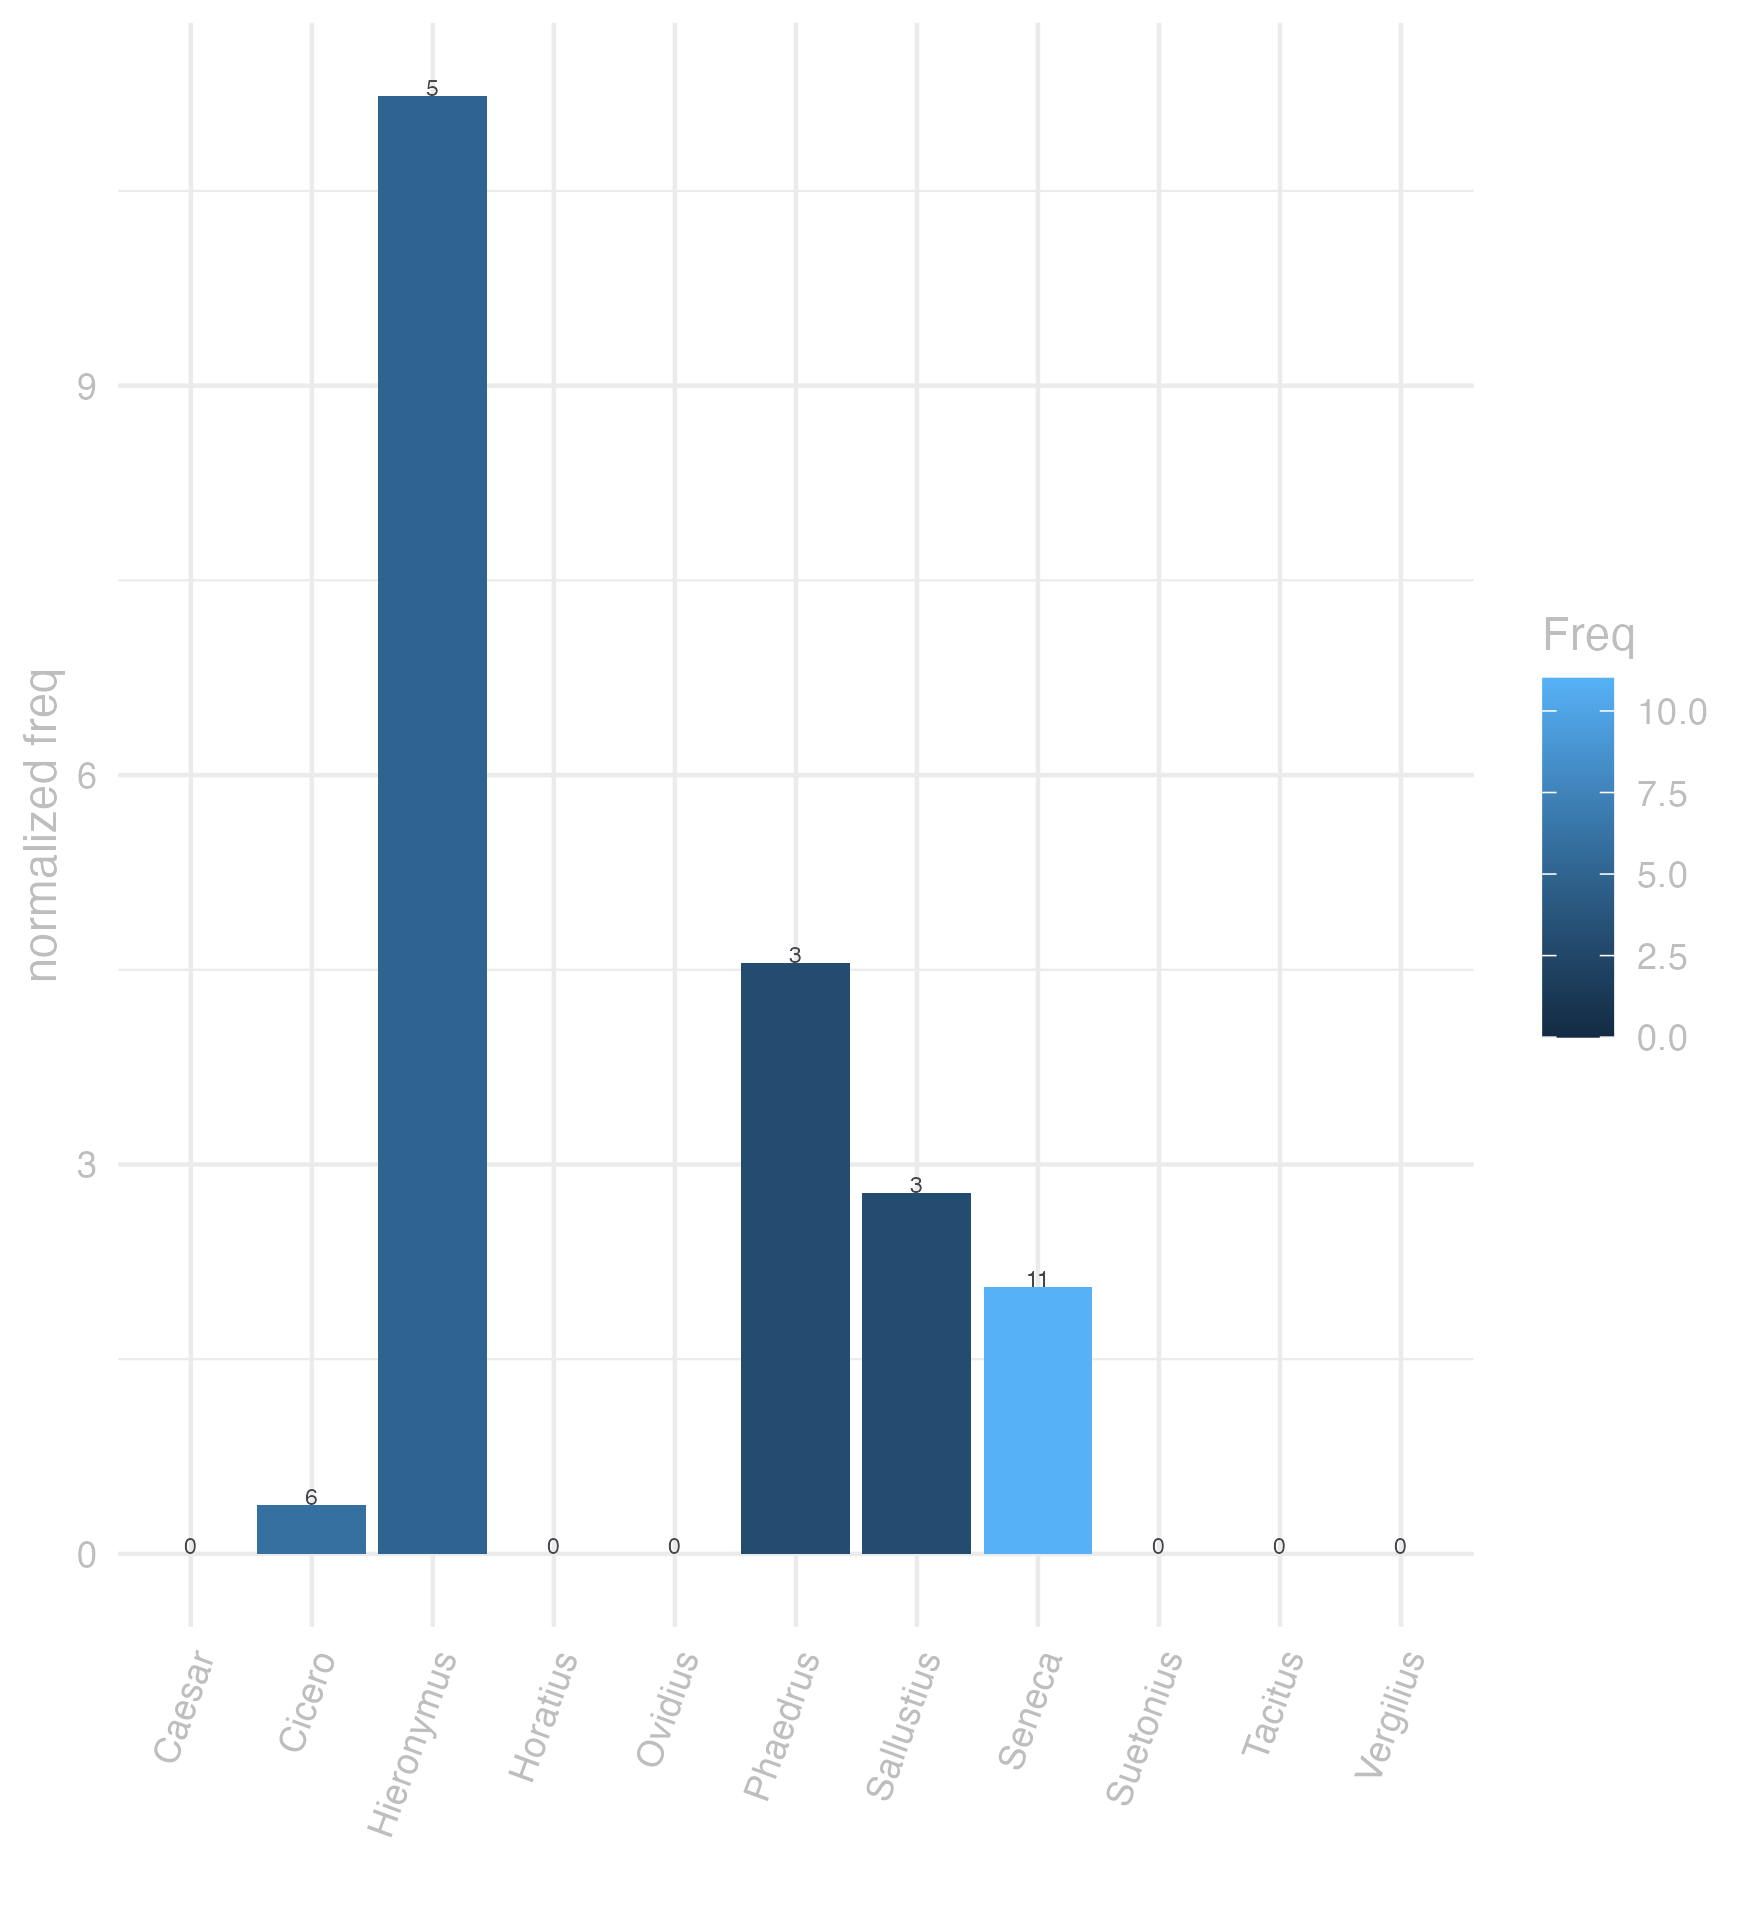 5
9
6
3
0
normalized freq
3
3
11
6
0
0
0
0
0
0
Caesar
Cicero
Hieronymus
Horatius
Ovidius
Phaedrus
Sallustius
Seneca
Suetonius
Tacitus
Vergilius
Freq
10.0
7.5
5.0
2.5
0.0